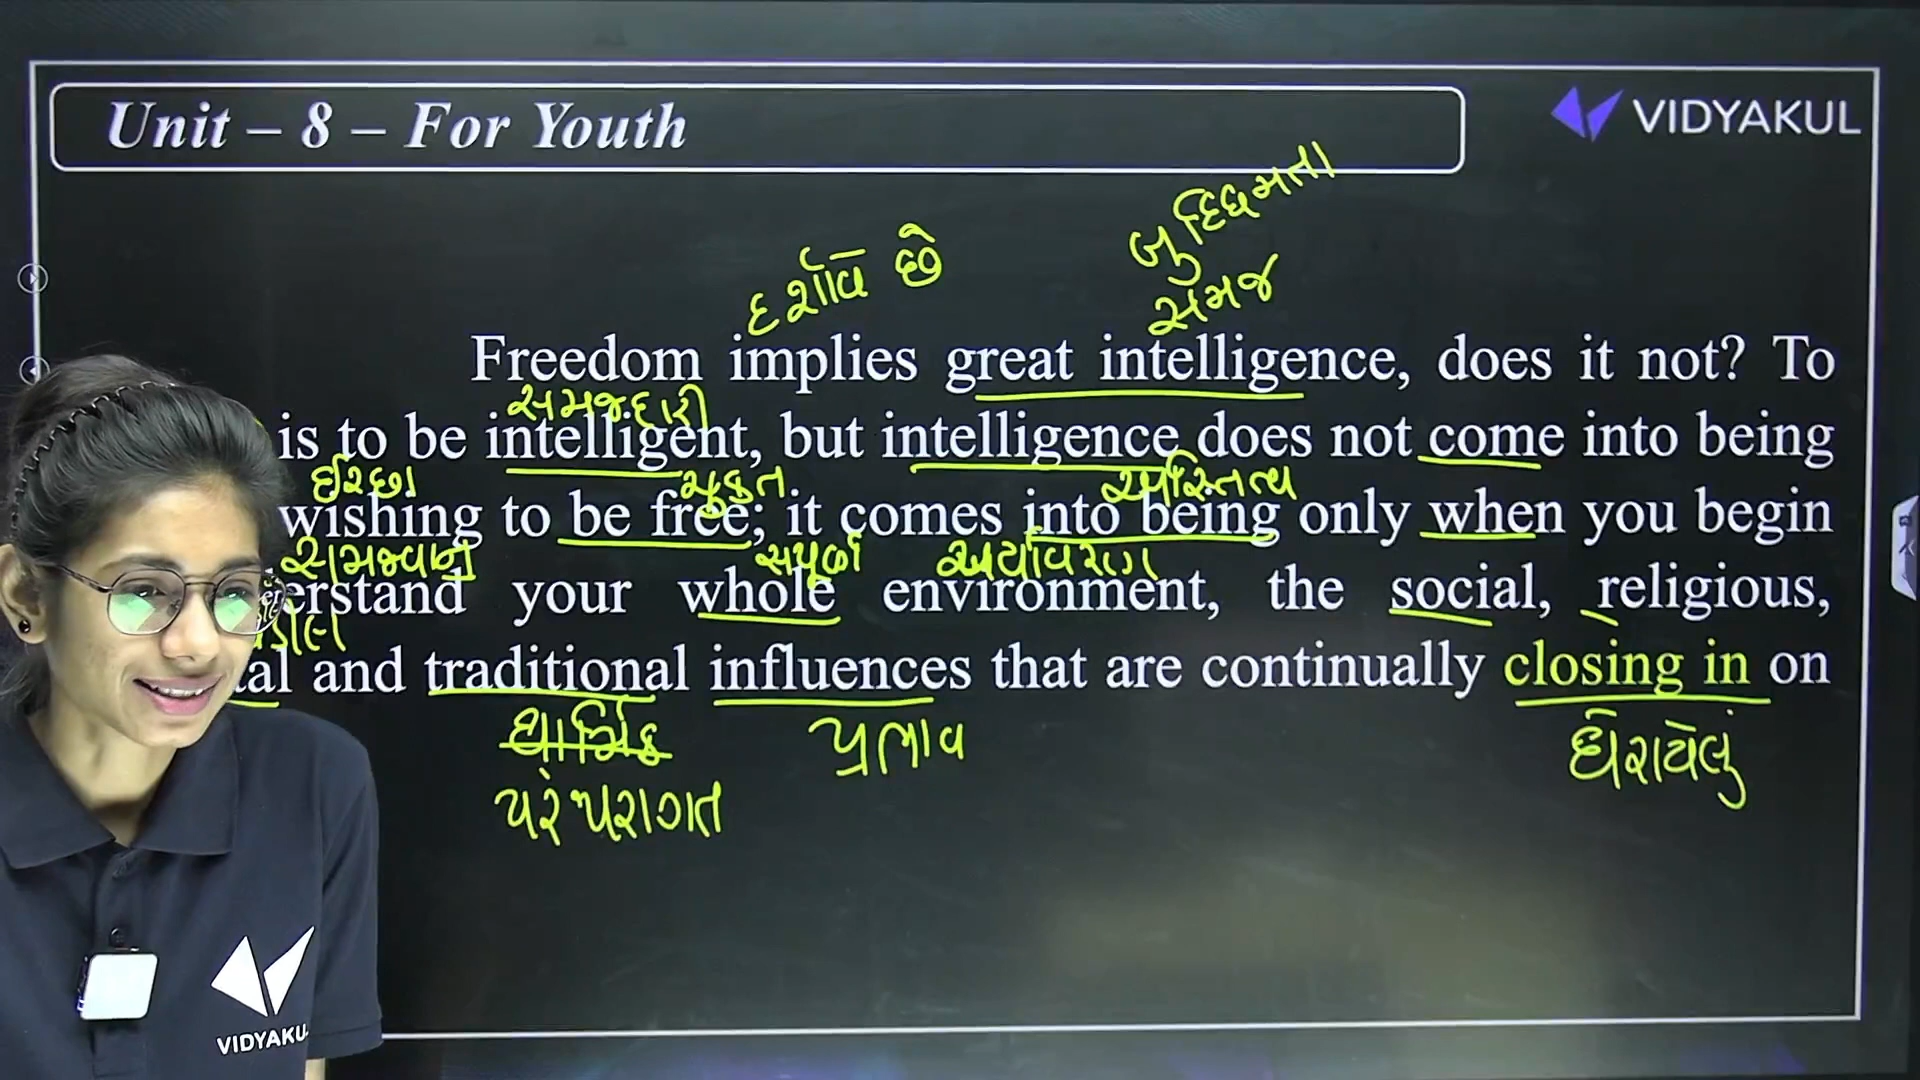 Unit – 8 – For Youth
VIDYAKUL
બુદ્ધિમતા
દર્શાવે છે
સમજ
Freedom implies great intelligence, does it not? To
સમજદારી
is to be intelligent, but intelligence does not come into being
ઈચ્છા મુક્ત અસ્તિત્વ
wishing to be free; it comes into being only when you begin
સમજવાનુ સંપૂર્ણ પર્યાવરણ
erstand your whole environment, the social, religious,
tal and traditional influences that are continually closing in on
ધાર્મિક પ્રભાવ ઘેરાયેલું
પરંપરાગત
VIDYAKU